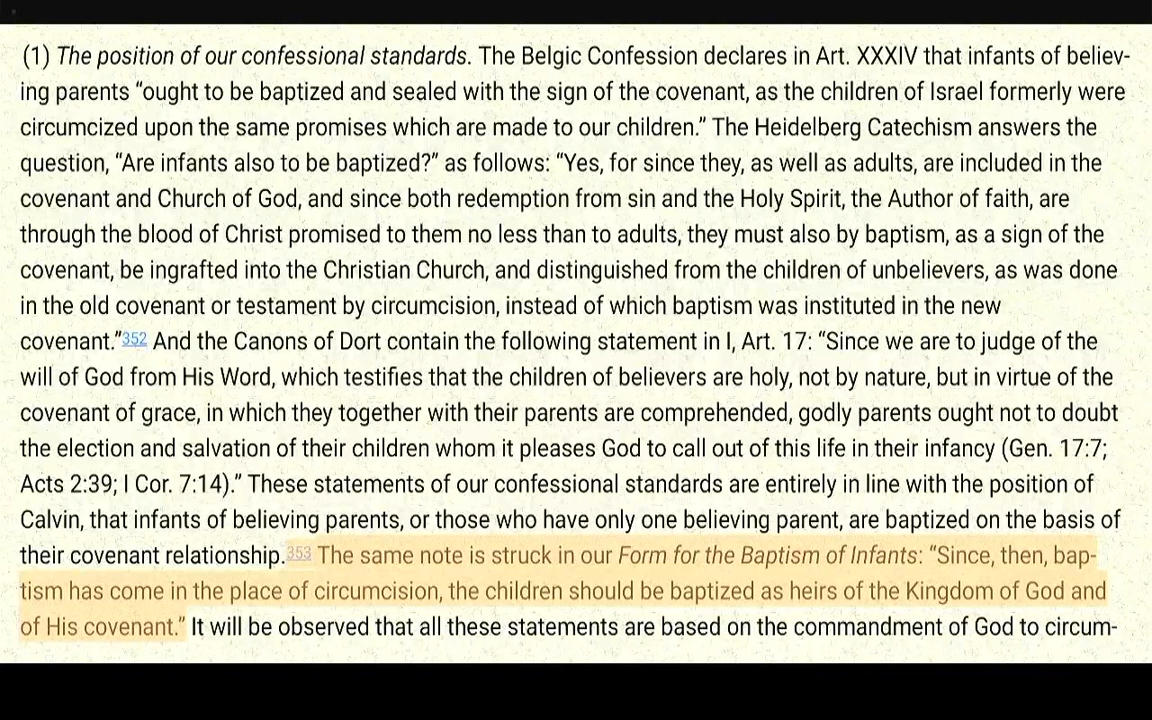 (1) The position of our confessional standards. The Belgic Confession declares in Art. XXXIV that infants of believ-
ing parents “ought to be baptized and sealed with the sign of the covenant, as the children of Israel formerly were
circumcized upon the same promises which are made to our children.” The Heidelberg Catechism answers the
question, “Are infants also to be baptized?” as follows: “Yes, for since they, as well as adults, are included in the
covenant and Church of God, and since both redemption from sin and the Holy Spirit, the Author of faith, are
through the blood of Christ promised to them no less than to adults, they must also by baptism, as a sign of the
covenant, be ingrafted into the Christian Church, and distinguished from the children of unbelievers, as was done
in the old covenant or testament by circumcision, instead of which baptism was instituted in the new
covenant.”352 And the Canons of Dort contain the following statement in I, Art. 17: “Since we are to judge of the
will of God from His Word, which testifies that the children of believers are holy, not by nature, but in virtue of the
covenant of grace, in which they together with their parents are comprehended, godly parents ought not to doubt
the election and salvation of their children whom it pleases God to call out of this life in their infancy (Gen. 17:7;
Acts 2:39; I Cor. 7:14).” These statements of our confessional standards are entirely in line with the position of
Calvin, that infants of believing parents, or those who have only one believing parent, are baptized on the basis of
their covenant relationship.353 The same note is struck in our Form for the Baptism of Infants: “Since, then, bap-
tism has come in the place of circumcision, the children should be baptized as heirs of the Kingdom of God and
of His covenant.” It will be observed that all these statements are based on the commandment of God to circum-